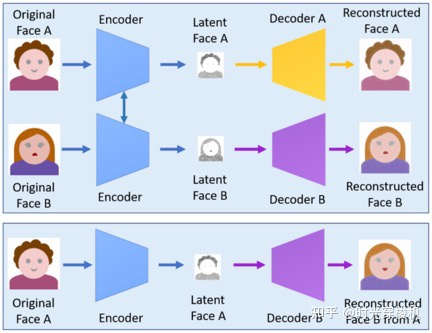 Original
Face A
Encoder
Latent
Face A
Decoder A
Reconstructed
Face A
Original
Face B
Encoder
Latent
Face B
Decoder B
Reconstructed
Face B
Original
Face A
Encoder
Latent
Face A
Decoder B
Reconstructed
Face B from A
知乎